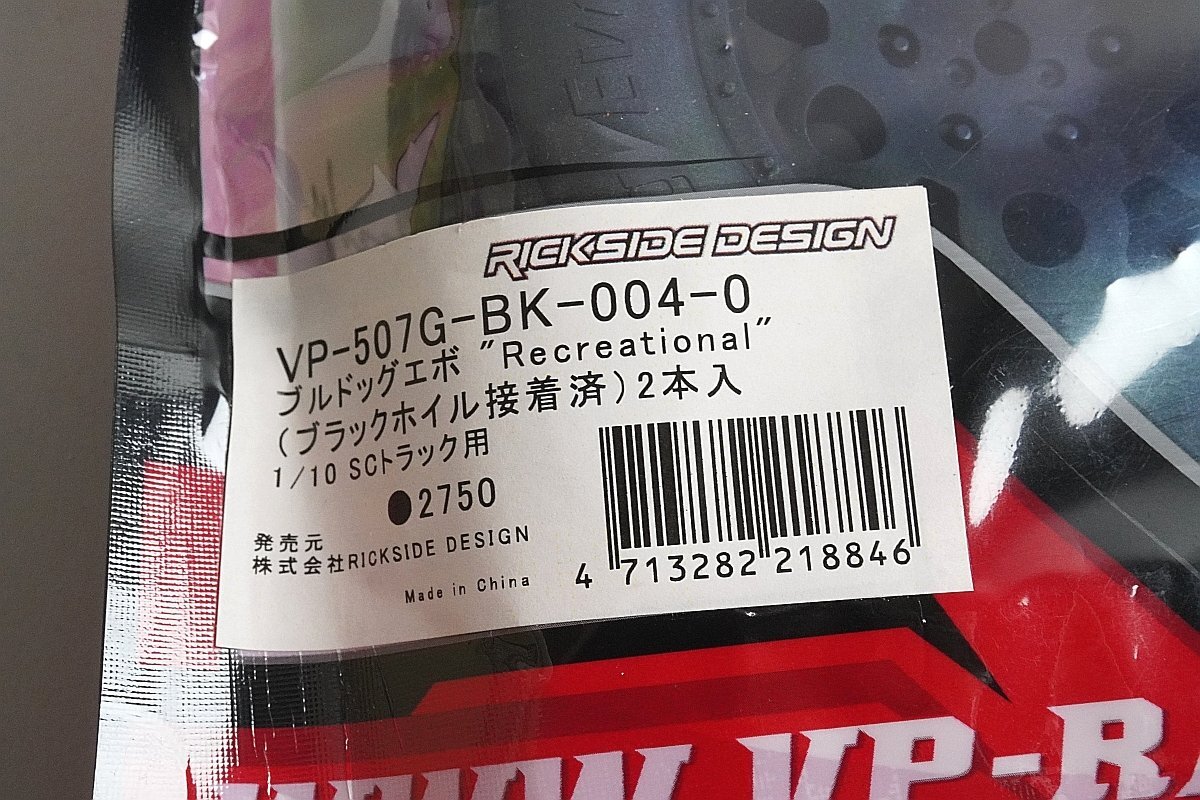 RICKSIDE DESIGN
VP-507G-BK-004-0
ブルドッグエボ "Recreational"
(ブラックホイル接着済)2本入
1/10 SCトラック用
●2750
発売元
株式会社RICKSIDE DESIGN
Made in China
4 713282 218846
VP-R